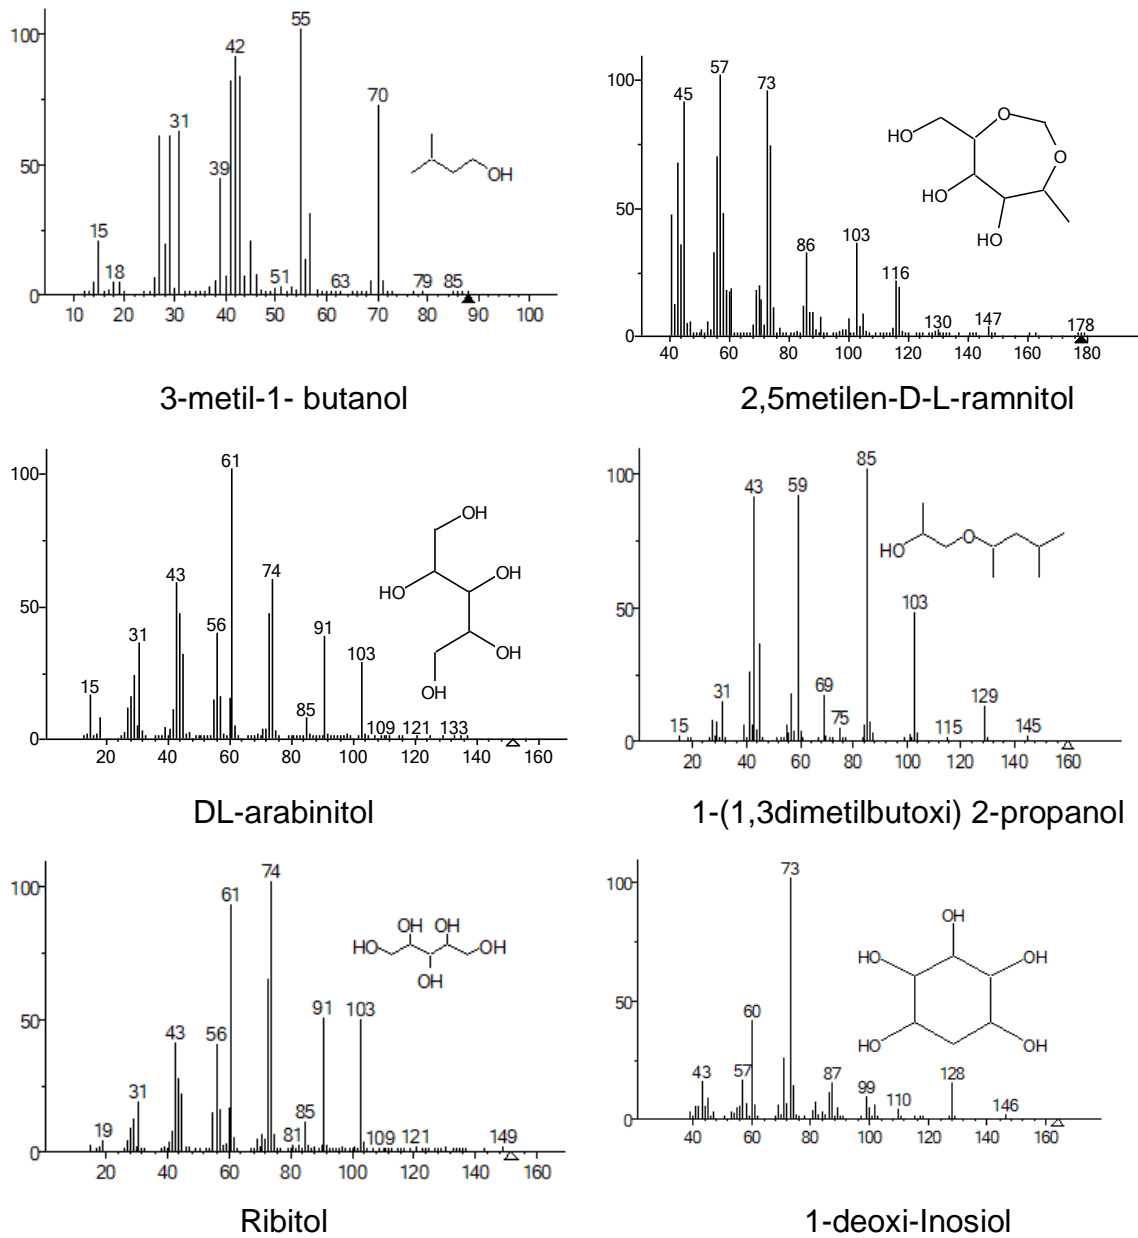 100
50
0
15
18
31
39
42
51
55
63
70
79
85
OH
10 20 30 40 50 60 70 80 90 100
3-metil-1- butanol
100
50
0
45
57
73
86
103
116
130
147
178
HO
O
O
HO
HO
40 60 80 100 120 140 160 180
2,5metilen-D-L-ramnitol
100
50
0
15
31
43
56
61
74
85
91
103
109
121
133
OH
HO
OH
OH
OH
20 40 60 80 100 120 140 160
DL-arabinitol
100
50
0
15
31
43
59
69
75
85
103
115
129
145
HO
O
20 40 60 80 100 120 140 160
1-(1,3dimetilbutoxi) 2-propanol
100
50
0
19
31
43
56
61
74
81
85
91
103
109
121
149
OH OH
HO OH
OH
20 40 60 80 100 120 140 160
Ribitol
100
50
0
43
57
60
73
87
99
110
128
146
OH
HO OH
HO OH
40 60 80 100 120 140 160
1-deoxi-Inosiol